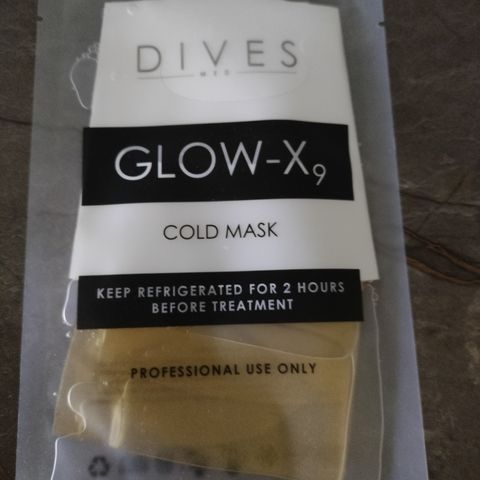 DIVES
MED
GLOW-X9
COLD MASK
KEEP REFRIGERATED FOR 2 HOURS
BEFORE TREATMENT
PROFESSIONAL USE ONLY